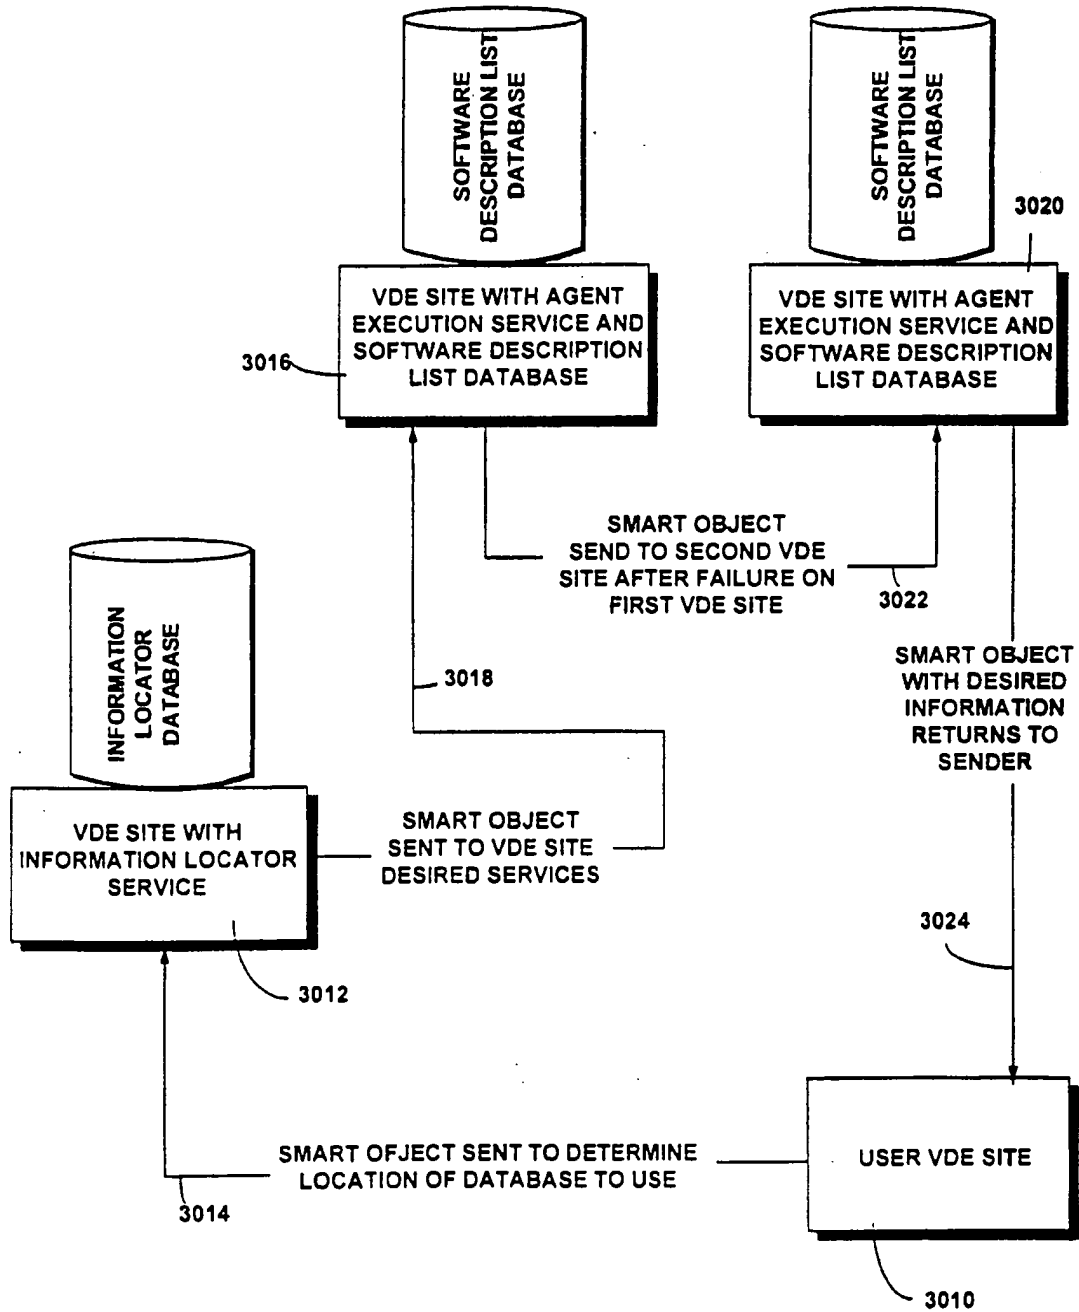 SOFTWARE
DESCRIPTION LIST
DATABASE
SOFTWARE
DESCRIPTION LIST
DATABASE
3020
VDE SITE WITH AGENT
EXECUTION SERVICE AND
SOFTWARE DESCRIPTION
LIST DATABASE
3016
VDE SITE WITH AGENT
EXECUTION SERVICE AND
SOFTWARE DESCRIPTION
LIST DATABASE
SMART OBJECT
SEND TO SECOND VDE
SITE AFTER FAILURE ON
FIRST VDE SITE
3022
INFORMATION
LOCATOR
DATABASE
3018
SMART OBJECT
WITH DESIRED
INFORMATION
RETURNS TO
SENDER
VDE SITE WITH
INFORMATION LOCATOR
SERVICE
SMART OBJECT
SENT TO VDE SITE
DESIRED SERVICES
3024
3012
SMART OFJECT SENT TO DETERMINE
LOCATION OF DATABASE TO USE
3014
USER VDE SITE
3010